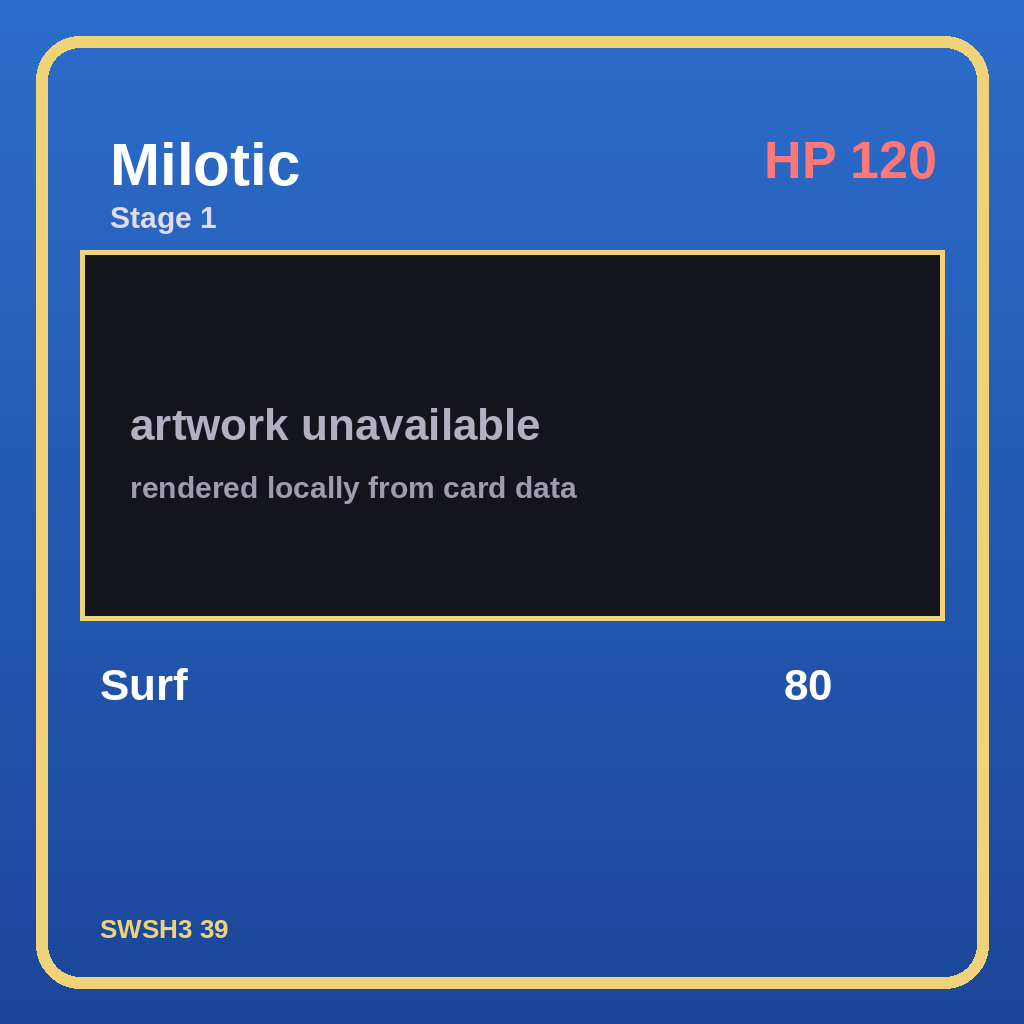 Milotic
HP 120
Stage 1
artwork unavailable
rendered locally from card data
Surf
80
SWSH3 39